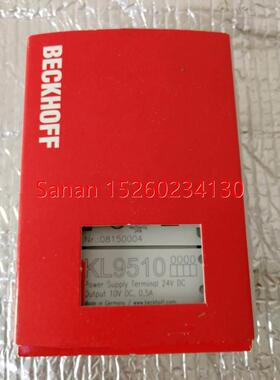 BECKHOFF
Sanan 15260234130
Nr.:08150004
KL9510 0000
Power Supply Terminal 24V DC
Output 10V DC, 0,5A
Made in Germany / www.beckhoff.com